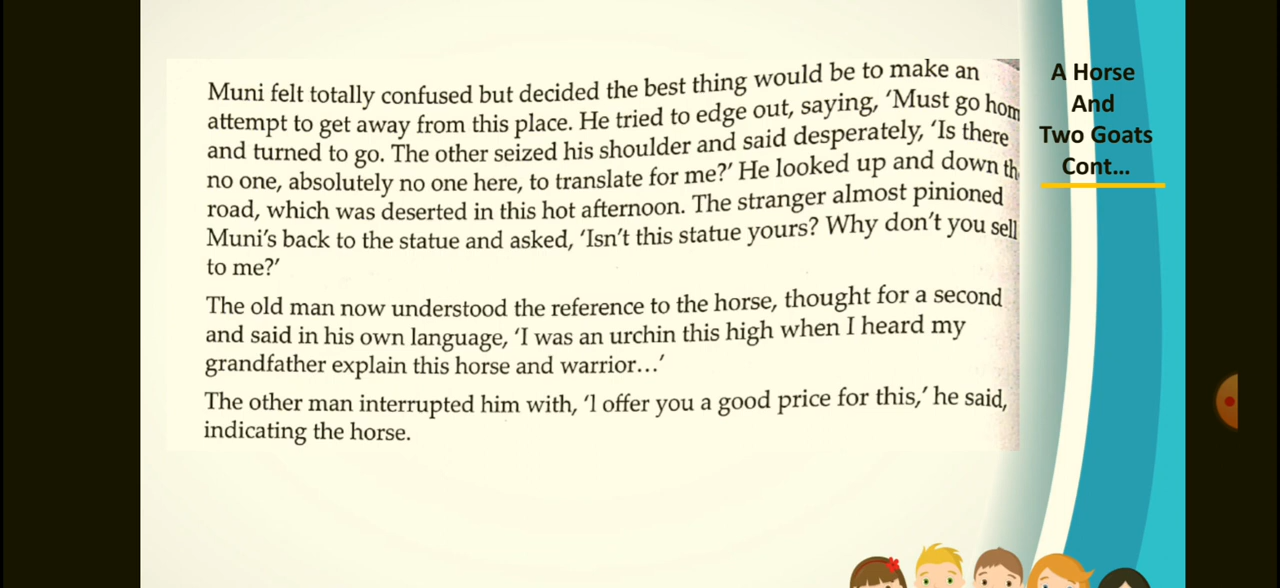 Muni felt totally confused but decided the best thing would be to make an
attempt to get away from this place. He tried to edge out, saying, 'Must go hom
and turned to go. The other seized his shoulder and said desperately, 'Is there
no one, absolutely no one here, to translate for me?' He looked up and down th
road, which was deserted in this hot afternoon. The stranger almost pinioned
Muni's back to the statue and asked, 'Isn't this statue yours? Why don't you sell
to me?'
The old man now understood the reference to the horse, thought for a second
and said in his own language, 'I was an urchin this high when I heard my
grandfather explain this horse and warrior...'
The other man interrupted him with, 'I offer you a good price for this,' he said,
indicating the horse.
A Horse
And
Two Goats
Cont...